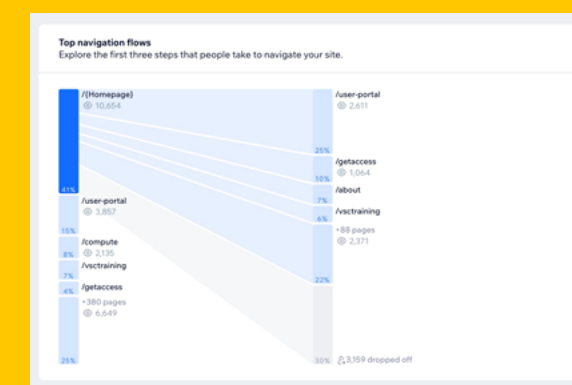 Top navigation flows
Explore the first three steps that people take to navigate your site.
/(Homepage)
10,654
41%
/user-portal
3,857
15%
/compute
2,135
8%
/vsctraining
7%
/getaccess
4%
+380 pages
6,649
25%
/user-portal
2,611
25%
/getaccess
1,064
10%
/about
7%
/vsctraining
6%
+88 pages
2,371
22%
30%
3,159 dropped off